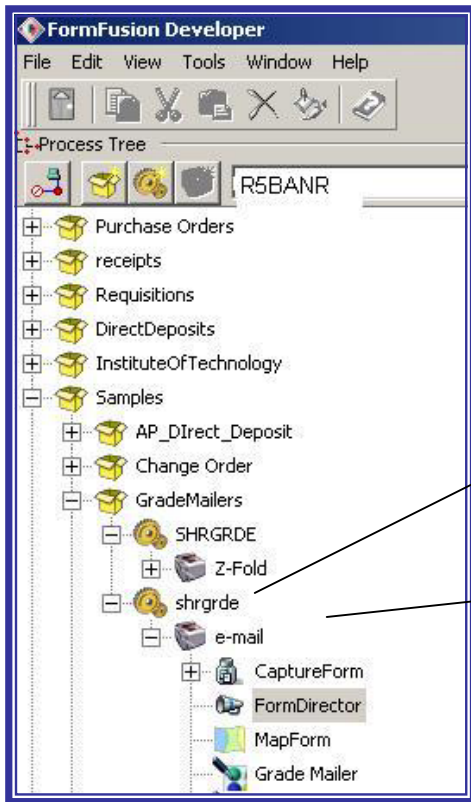 FormFusion Developer
File Edit View Tools Window Help
Process Tree
R5BANR
Purchase Orders
receipts
Requisitions
DirectDeposits
InstituteOfTechnology
Samples
AP_DIrect_Deposit
Change Order
GradeMailers
SHRGRDE
Z-Fold
shrgrde
e-mail
CaptureForm
FormDirector
MapForm
Grade Mailer